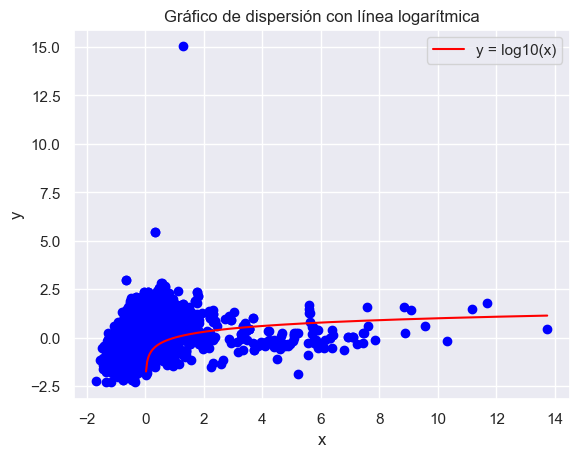 Gráfico de dispersión con línea logarítmica
y = log10(x)
15.0
12.5
10.0
7.5
5.0
2.5
0.0
−2.5
y
−2 0 2 4 6 8 10 12 14
x